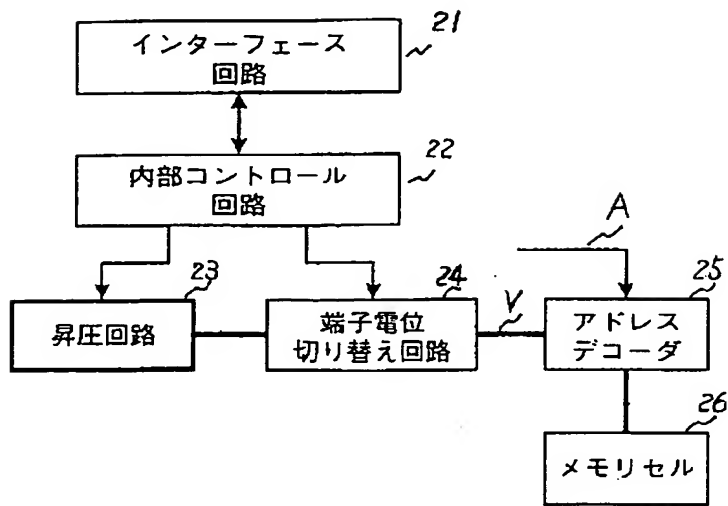 インターフェース
回路
21
内部コントロール
回路
22
A
昇圧回路
23
端子電位
切り替え回路
24
V
アドレス
デコーダ
25
メモリセル
26